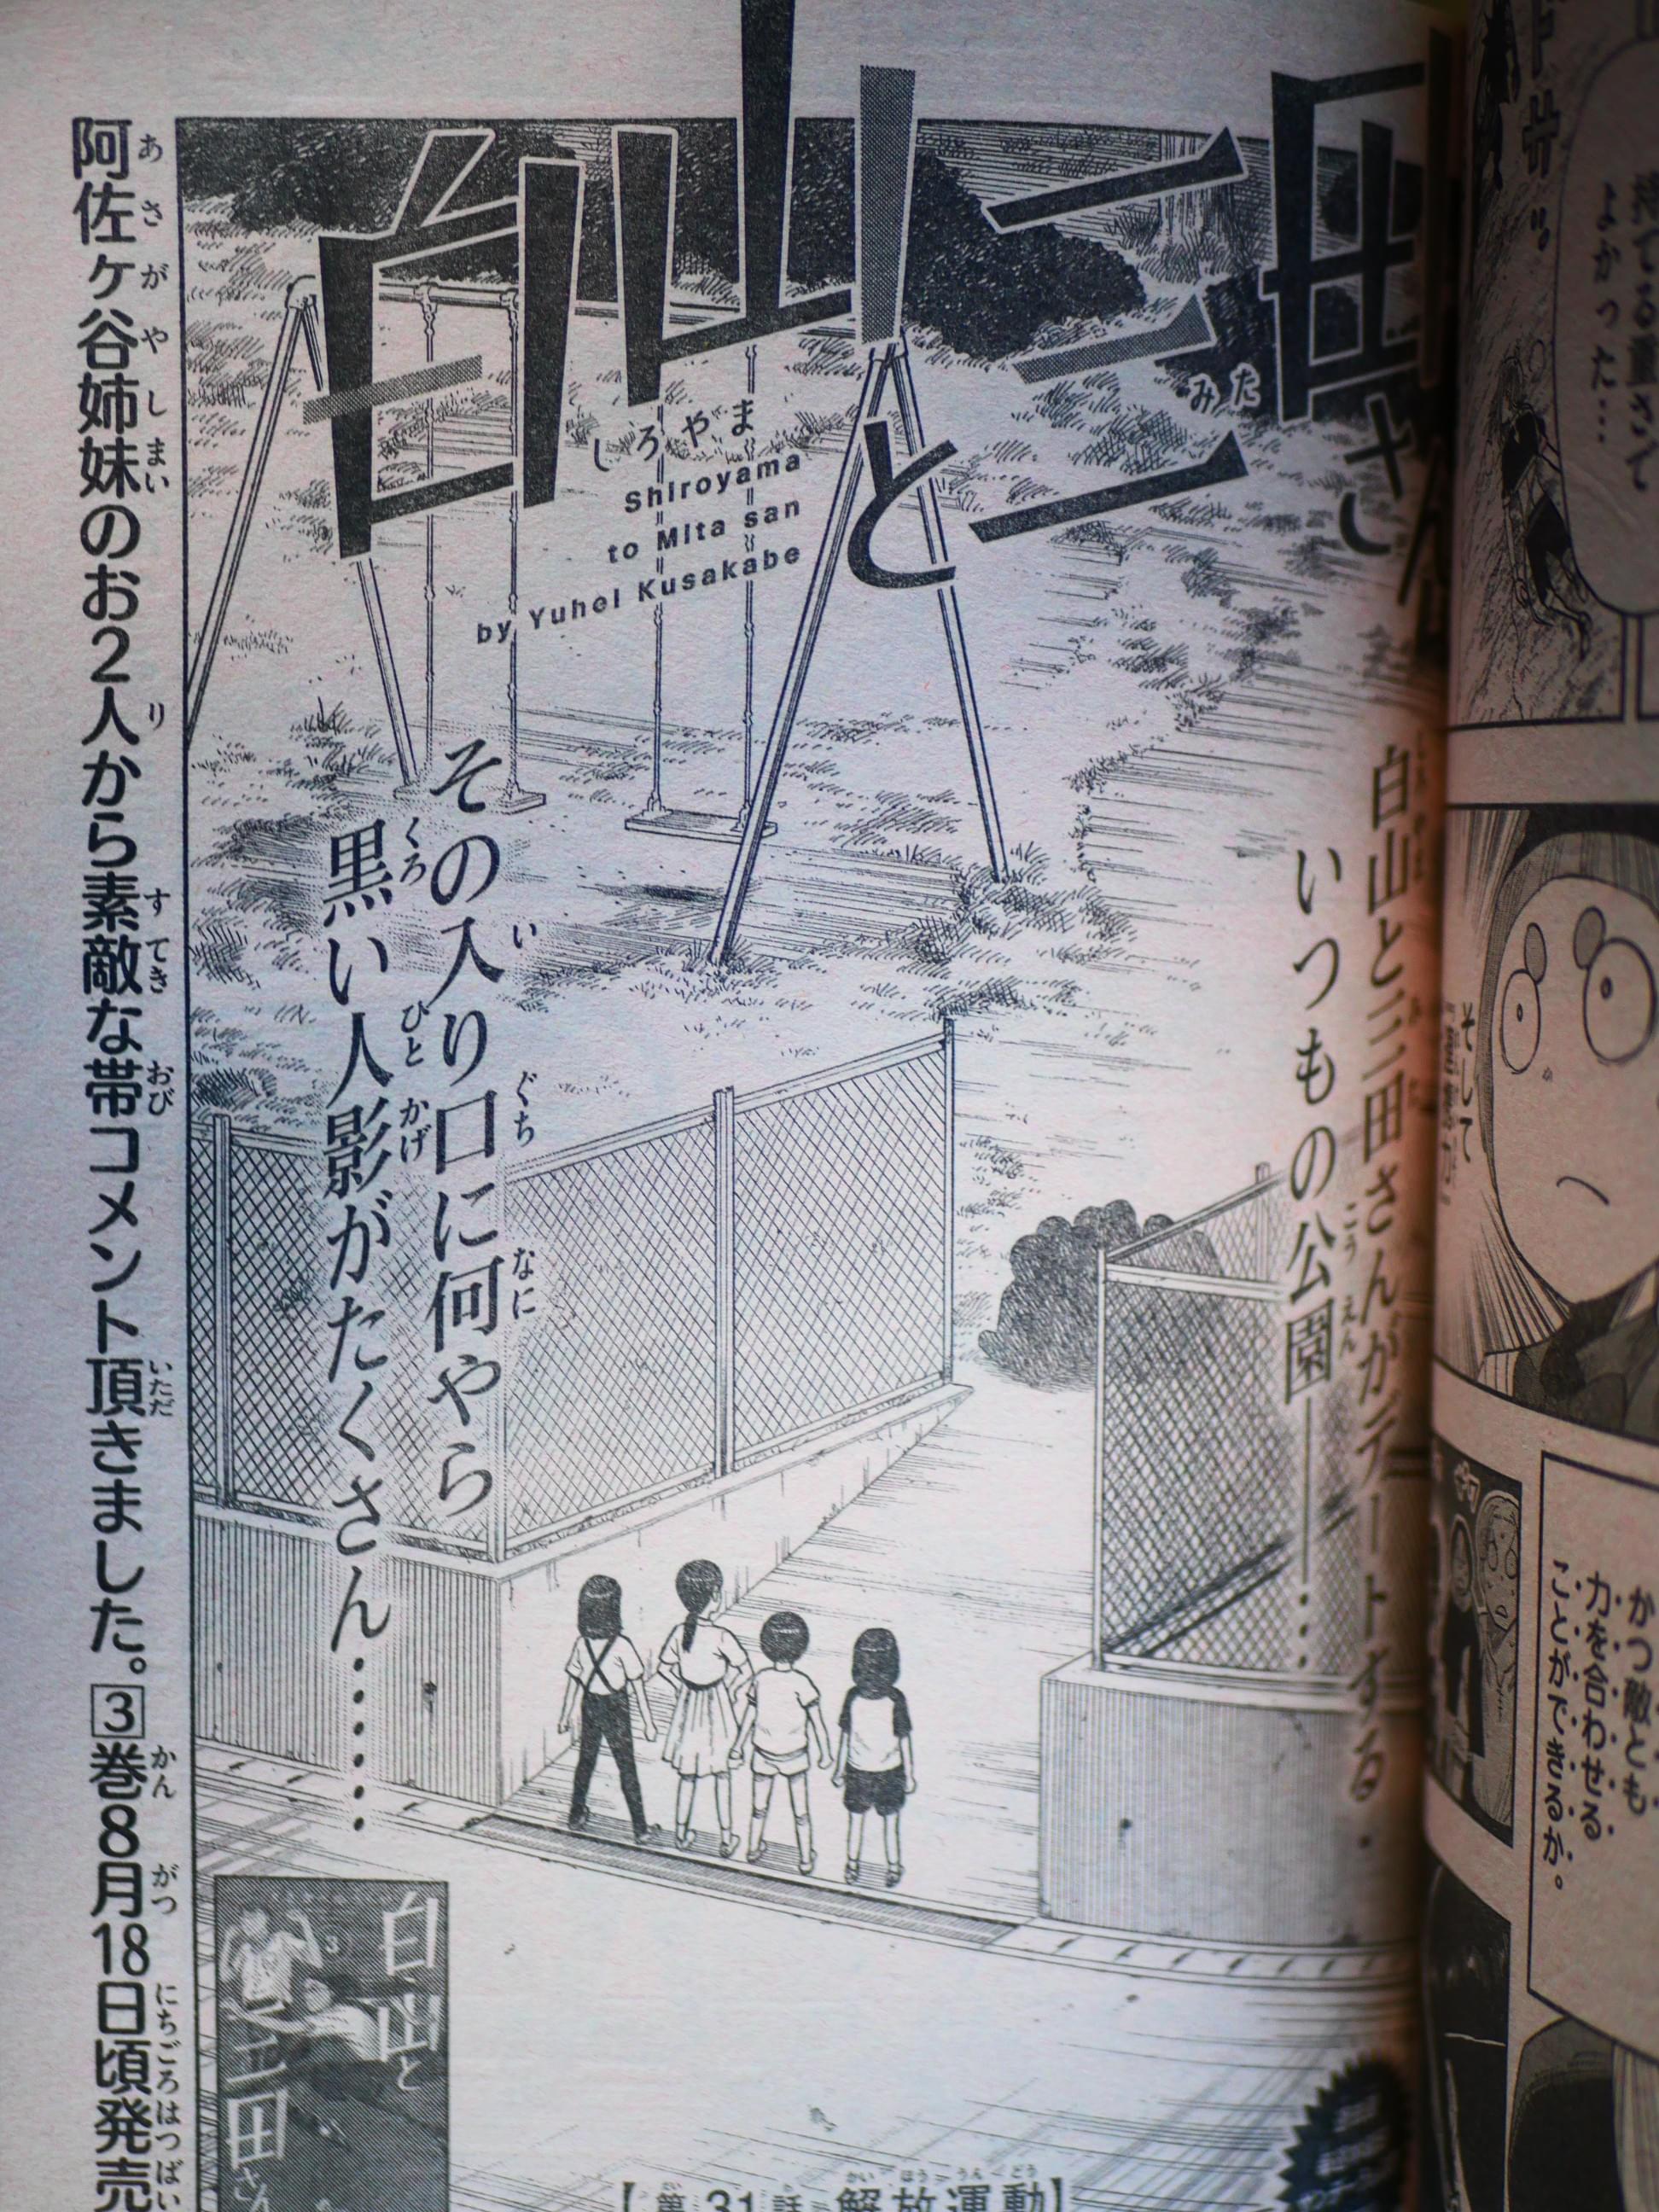 白山と三田さん
しろやま
みた
Shiroyama
to Mita san
by Yuhei Kusakabe
白山と三田さんがデートする
いつもの公園――……
その入り口に何やら
黒い人影がたくさん………
阿佐ヶ谷姉妹のお2人から素敵な帯コメント頂きました。3巻8月18日頃発売
白山と
三田さん
【第31話 解放運動】
ドサッ。
よかった…
そして
かつ敵とも
力を合わせる
ことができるか。